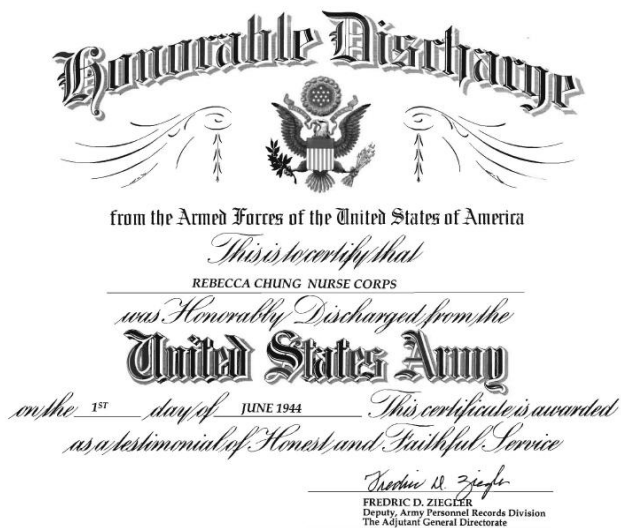 Honorable Discharge
from the Armed Forces of the United States of America
This is to certify that
REBECCA CHUNG NURSE CORPS
was Honorably Discharged from the
United States Army
on the 1ST day of JUNE 1944 This certificate is awarded
as a testimonial of Honest and Faithful Service
Fredric D. Ziegler
FREDRIC D. ZIEGLER
Deputy, Army Personnel Records Division
The Adjutant General Directorate